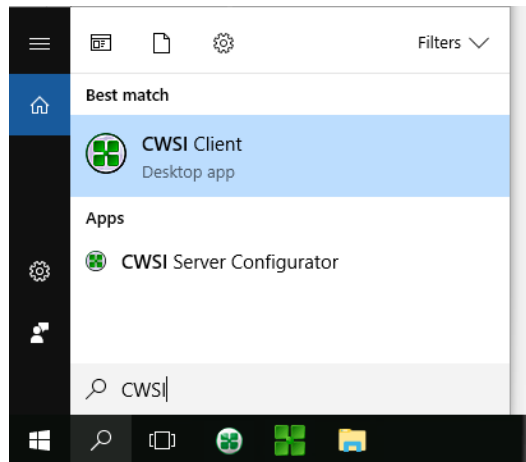 Filters
Best match
CWSI Client
Desktop app
Apps
CWSI Server Configurator
CWSI